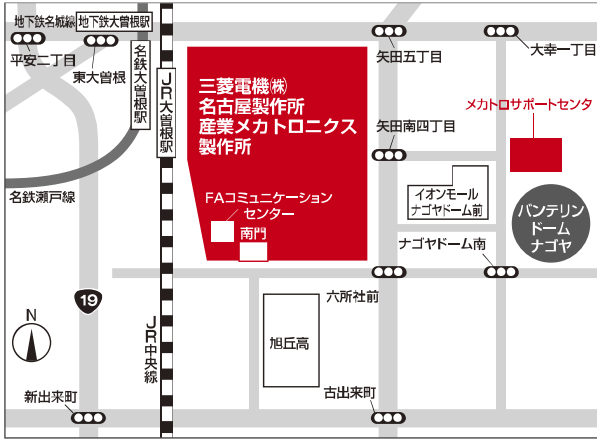 地下鉄名城線
地下鉄大曽根駅
平安二丁目
東大曽根
名鉄大曽根駅
JR大曽根駅
矢田五丁目
大幸一丁目
三菱電機㈱
名古屋製作所
産業メカトロニクス
製作所
メカトロサポートセンタ
矢田南四丁目
名鉄瀬戸線
FAコミュニケーション
センター
南門
イオンモール
ナゴヤドーム前
バンテリン
ドーム
ナゴヤ
ナゴヤドーム南
19
六所社前
N
JR中央線
旭丘高
新出来町
古出来町